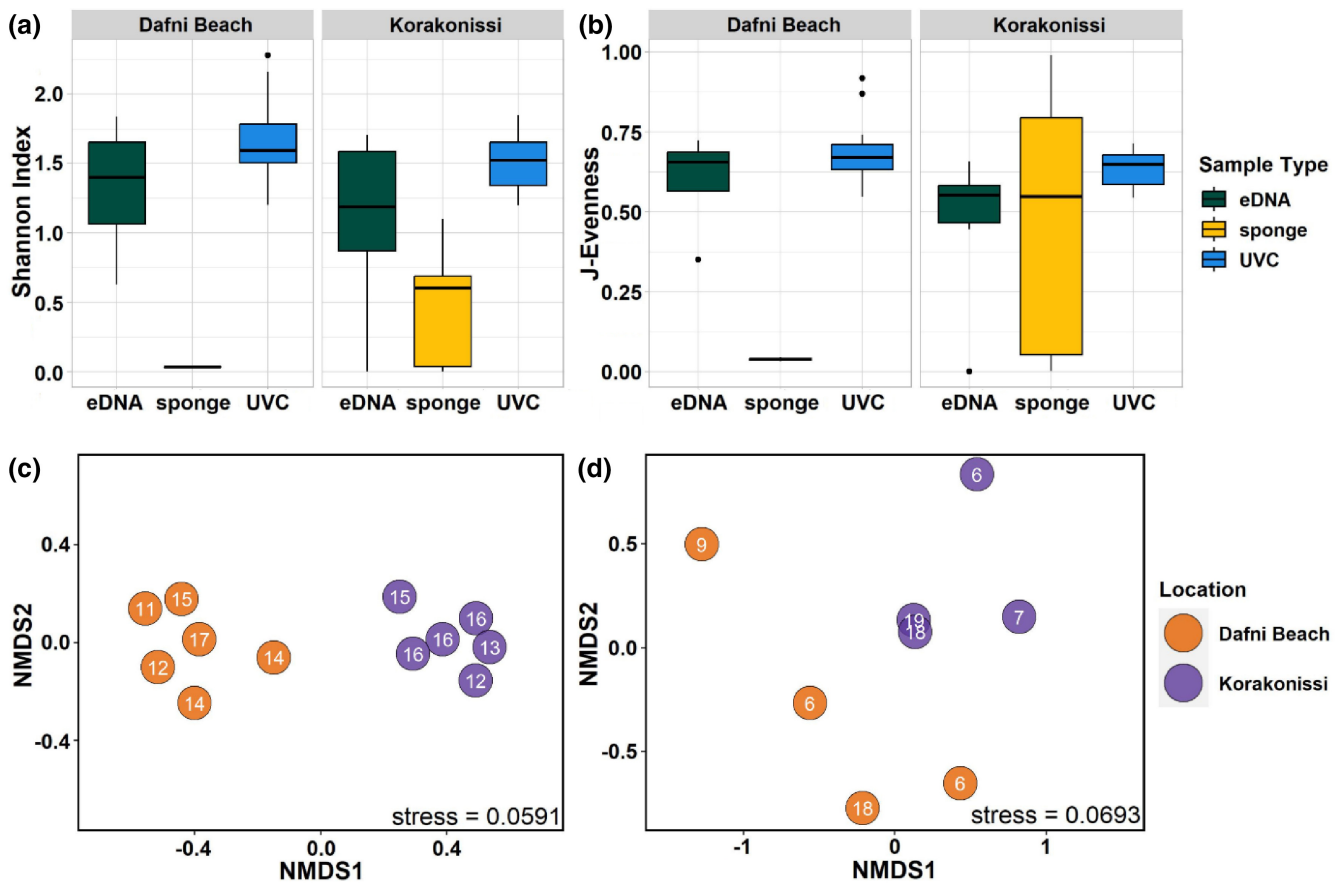 (a)
Dafni Beach
Korakonissi
Shannon Index
2.0
1.5
1.0
0.5
0.0
eDNA sponge UVC
eDNA sponge UVC
(b)
Dafni Beach
Korakonissi
J-Evenness
1.00
0.75
0.50
0.25
0.00
eDNA sponge UVC
eDNA sponge UVC
Sample Type
eDNA
sponge
UVC
(c)
NMDS2
0.4
0.0
-0.4
11
15
17
12
14
14
15
16
16
16
13
12
stress = 0.0591
-0.4 0.0 0.4
NMDS1
(d)
NMDS2
0.5
0.0
-0.5
6
9
19
18
7
6
6
18
stress = 0.0693
-1 0 1
NMDS1
Location
Dafni Beach
Korakonissi